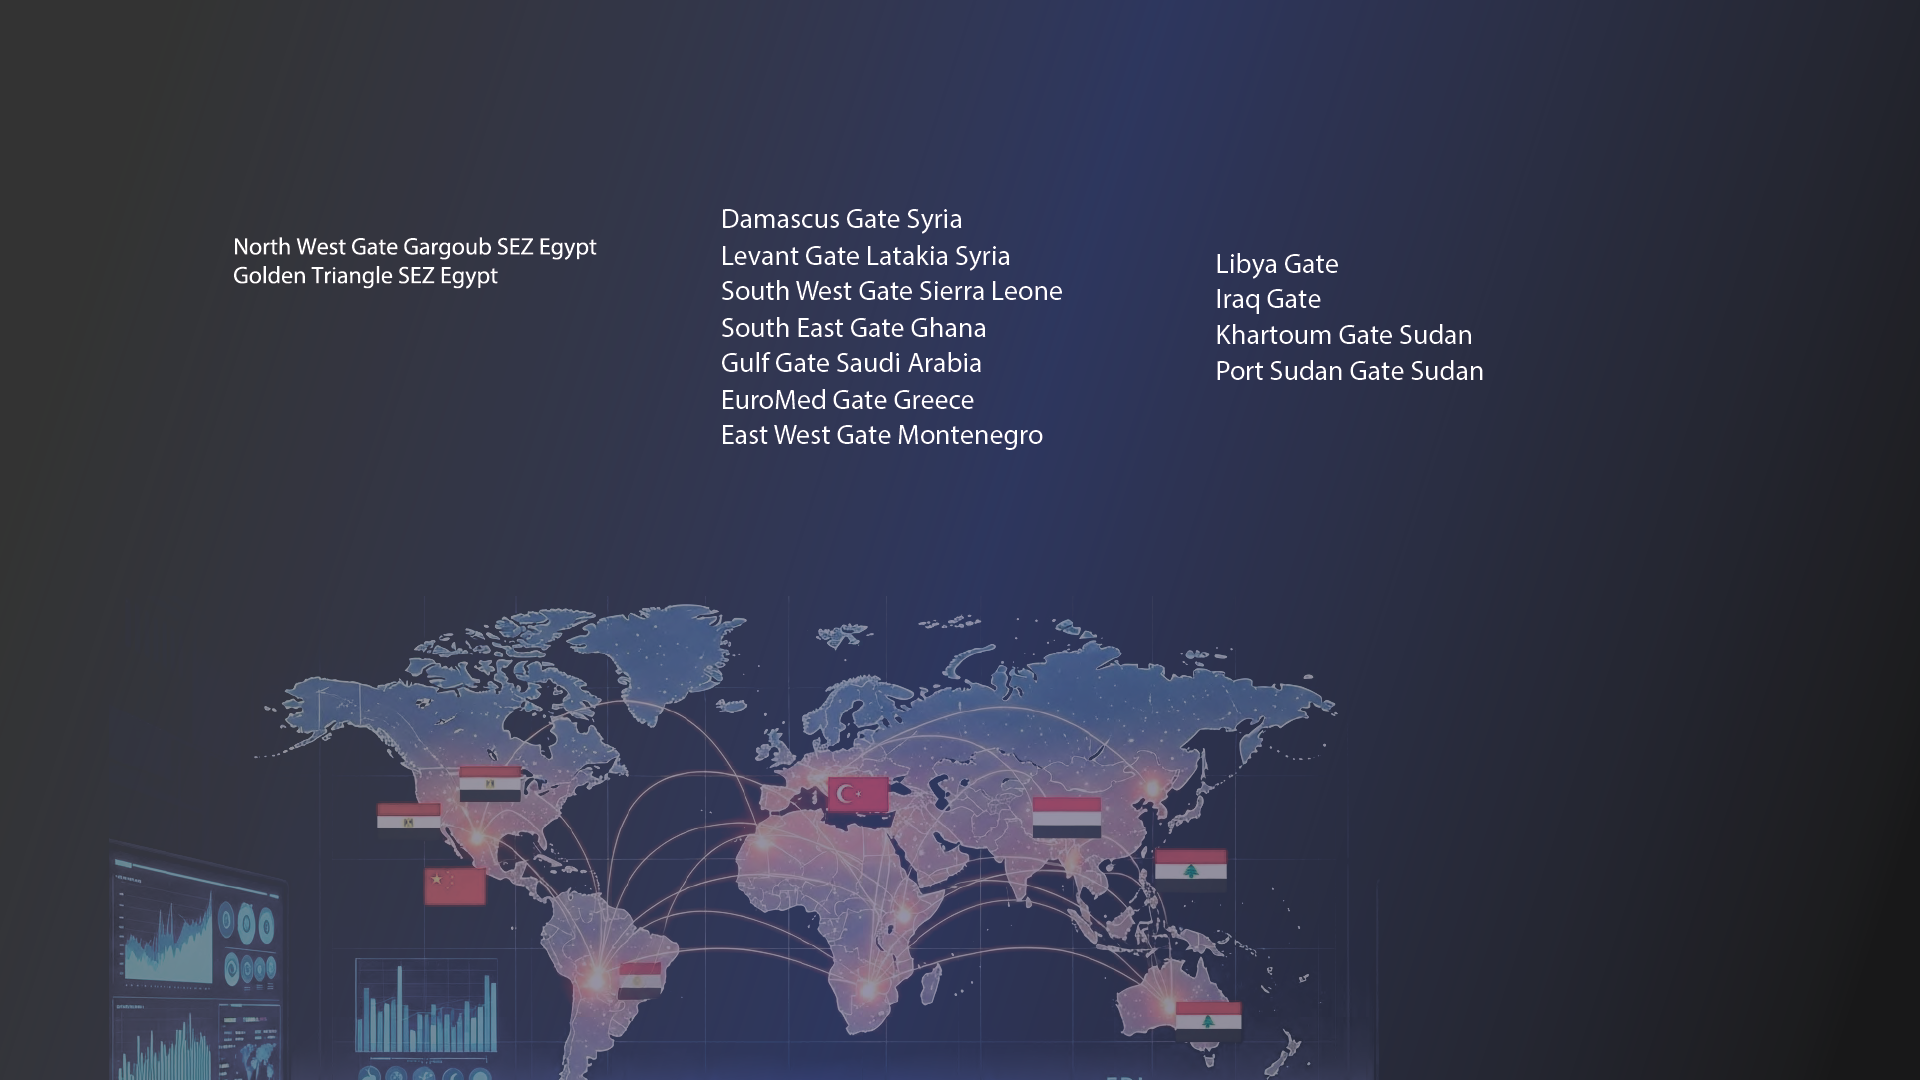 North West Gate Gargoub SEZ Egypt
Golden Triangle SEZ Egypt
Damascus Gate Syria
Levant Gate Latakia Syria
South West Gate Sierra Leone
South East Gate Ghana
Gulf Gate Saudi Arabia
EuroMed Gate Greece
East West Gate Montenegro
Libya Gate
Iraq Gate
Khartoum Gate Sudan
Port Sudan Gate Sudan